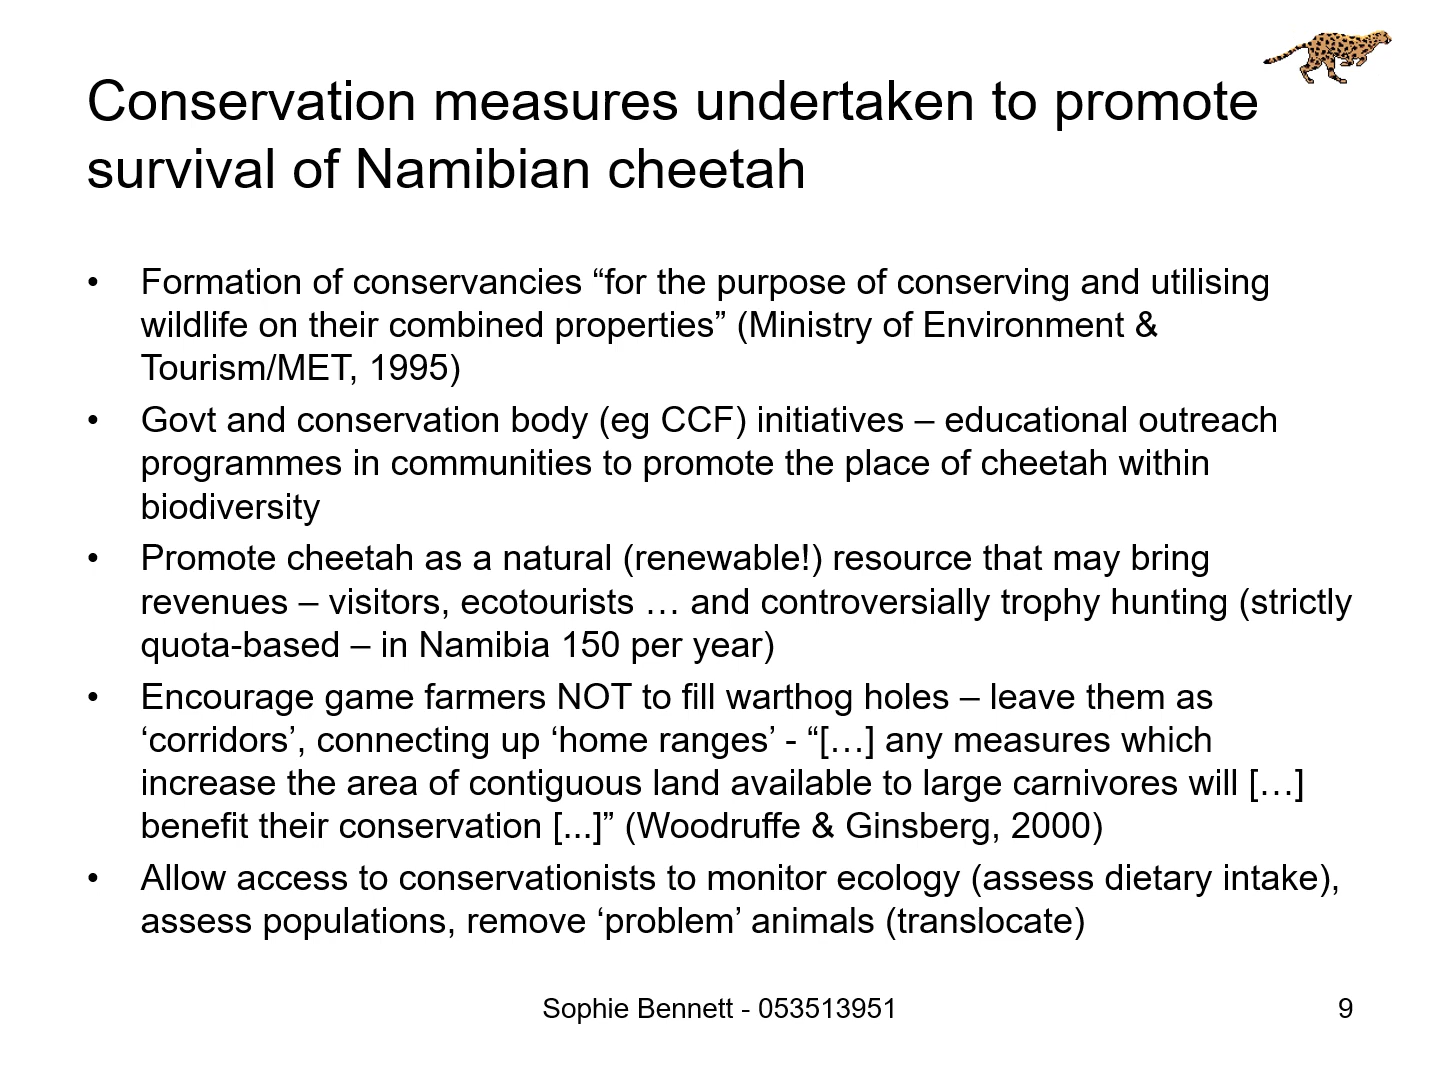 Conservation measures undertaken to promote
survival of Namibian cheetah
• Formation of conservancies “for the purpose of conserving and utilising
wildlife on their combined properties” (Ministry of Environment &
Tourism/MET, 1995)
• Govt and conservation body (eg CCF) initiatives – educational outreach
programmes in communities to promote the place of cheetah within
biodiversity
• Promote cheetah as a natural (renewable!) resource that may bring
revenues – visitors, ecotourists … and controversially trophy hunting (strictly
quota-based – in Namibia 150 per year)
• Encourage game farmers NOT to fill warthog holes – leave them as
‘corridors’, connecting up ‘home ranges’ - “[…] any measures which
increase the area of contiguous land available to large carnivores will […]
benefit their conservation [...]” (Woodruffe & Ginsberg, 2000)
• Allow access to conservationists to monitor ecology (assess dietary intake),
assess populations, remove ‘problem’ animals (translocate)
Sophie Bennett - 053513951
9